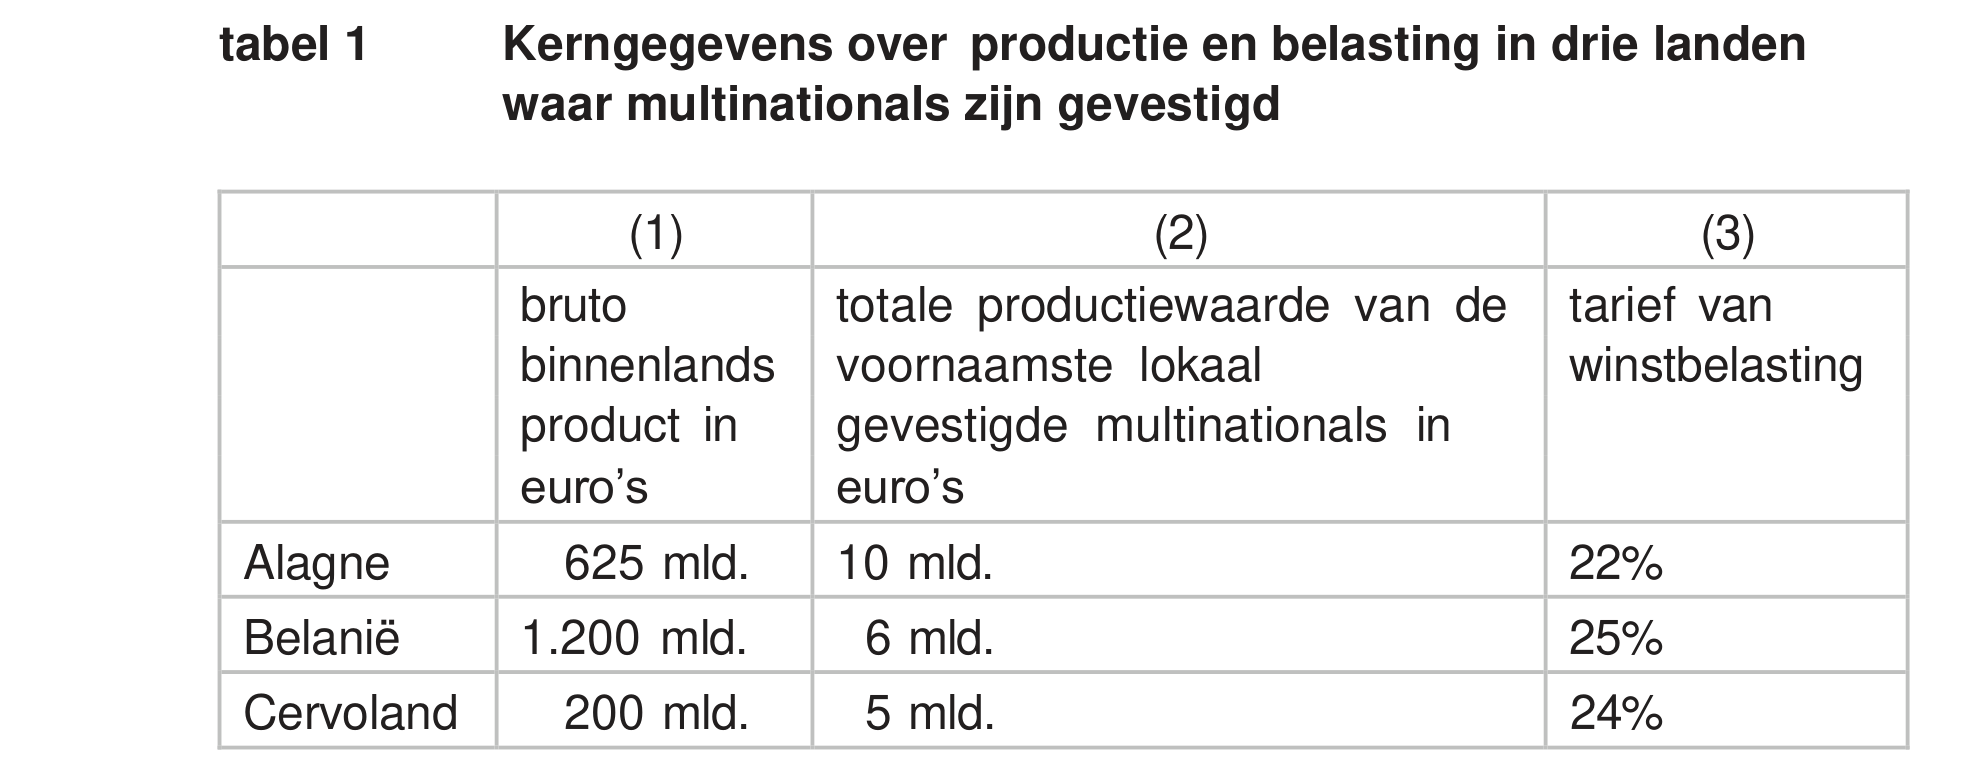 tabel 1 Kerngegevens over productie en belasting in drie landen
waar multinationals zijn gevestigd
(1) (2) (3)
bruto totale productiewaarde van de tarief van
binnenlands voornaamste lokaal winstbelasting
product in gevestigde multinationals in
euro’s euro’s
Alagne 625 mld. 10 mld. 22%
Belanië 1.200 mld. 6 mld. 25%
Cervoland 200 mld. 5 mld. 24%